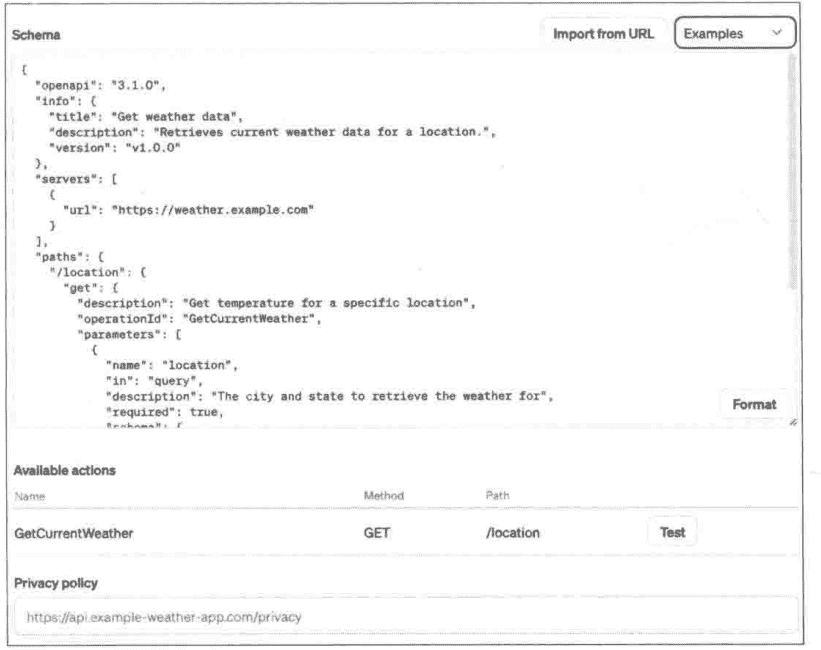 Schema
Import from URL
Examples
{
  "openapi": "3.1.0",
  "info": {
    "title": "Get weather data",
    "description": "Retrieves current weather data for a location.",
    "version": "v1.0.0"
  },
  "servers": [
    {
      "url": "https://weather.example.com"
    }
  ],
  "paths": {
    "/location": {
      "get": {
        "description": "Get temperature for a specific location",
        "operationId": "GetCurrentWeather",
        "parameters": [
          {
            "name": "location",
            "in": "query",
            "description": "The city and state to retrieve the weather for",
            "required": true,
            "schema": {
Format
Available actions
Name Method Path
GetCurrentWeather GET /location Test
Privacy policy
https://api.example-weather-app.com/privacy